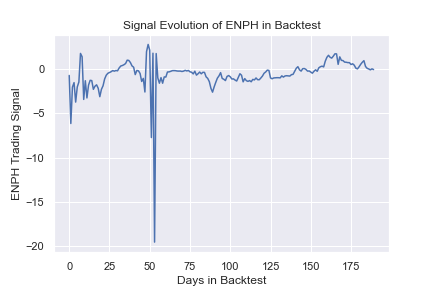 Signal Evolution of ENPH in Backtest
ENPH Trading Signal
0
−5
−10
−15
−20
0 25 50 75 100 125 150 175
Days in Backtest